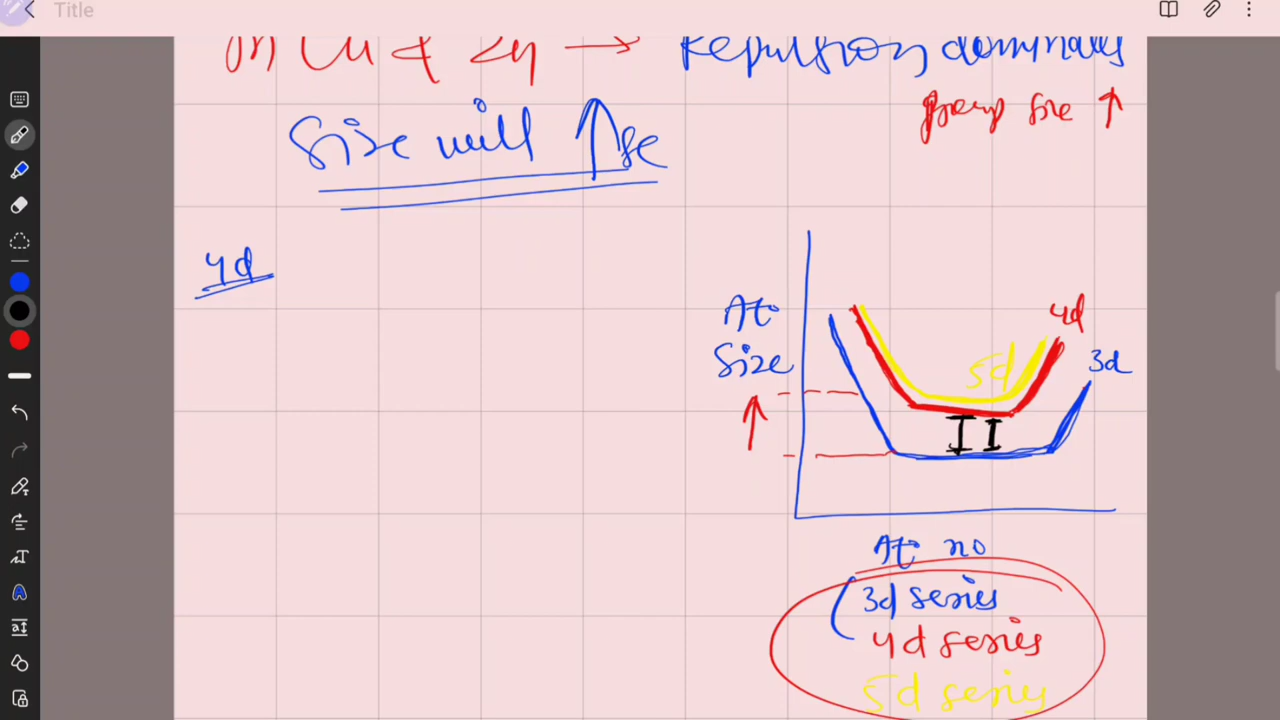 Title
in Cu & Zn → Repulsion dominates
group size ↑
Size will ↑se
4d
At.
Size
↑
4d
5d
3d
At. no
3d series
4d series
5d series